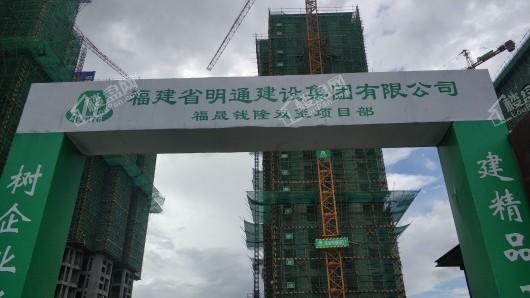 福建省明通建设集团有限公司
福晟钱隆双玺项目部
树企业
建精品